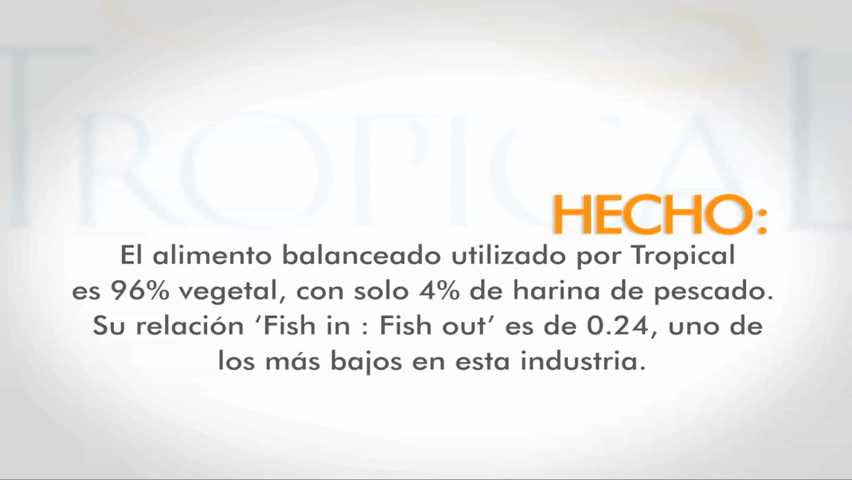 TROPICAL
HECHO:
El alimento balanceado utilizado por Tropical
es 96% vegetal, con solo 4% de harina de pescado.
Su relación ‘Fish in : Fish out’ es de 0.24, uno de
los más bajos en esta industria.